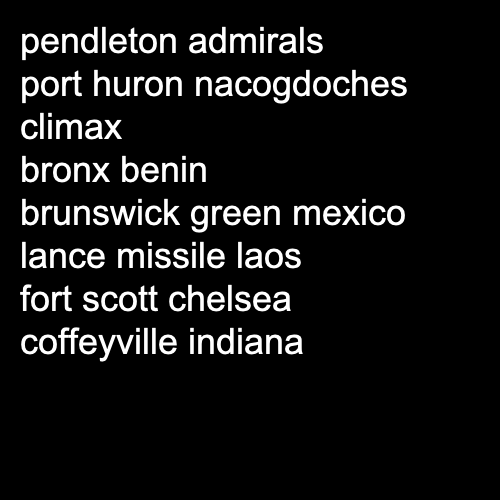 pendleton admirals
port huron nacogdoches
climax
bronx benin
brunswick green mexico
lance missile laos
fort scott chelsea
coffeyville indiana